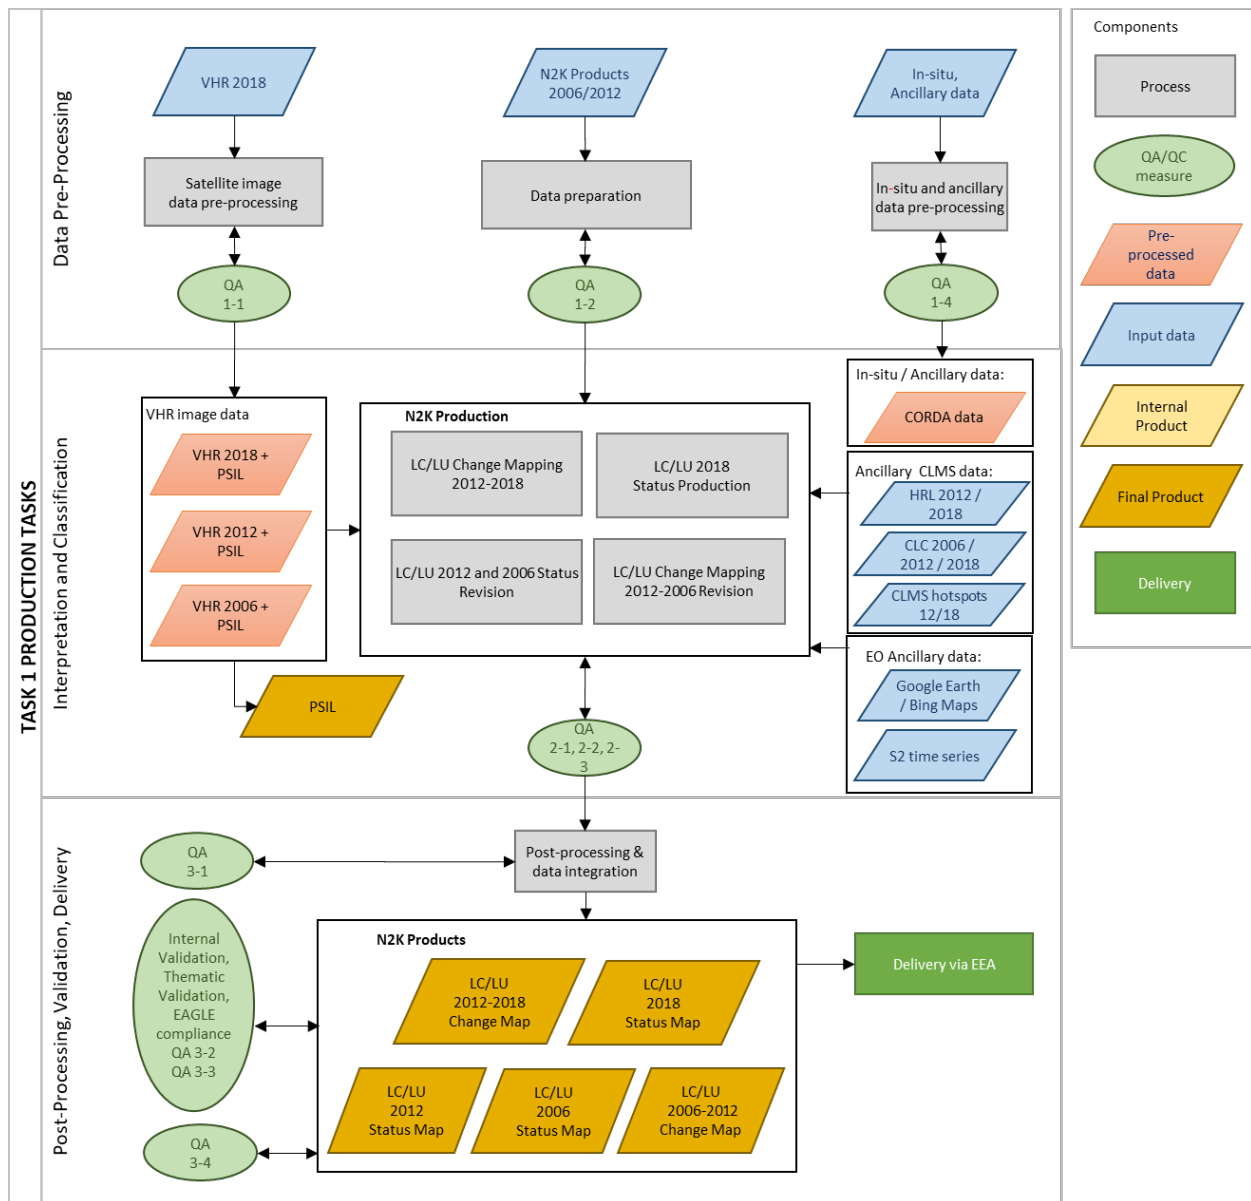 TASK 1 PRODUCTION TASKS
Data Pre-Processing
VHR 2018
N2K Products
2006/2012
In-situ,
Ancillary data
Satellite image
data pre-processing
Data preparation
In-situ and ancillary
data pre-processing
QA
1-1
QA
1-2
QA
1-4
Interpretation and Classification
VHR image data
VHR 2018 +
PSIL
VHR 2012 +
PSIL
VHR 2006 +
PSIL
PSIL
N2K Production
LC/LU Change Mapping
2012-2018
LC/LU 2018
Status Production
LC/LU 2012 and 2006 Status
Revision
LC/LU Change Mapping
2012-2006 Revision
QA
2-1, 2-2, 2-
3
In-situ / Ancillary data:
CORDA data
Ancillary CLMS data:
HRL 2012 /
2018
CLC 2006 /
2012 / 2018
CLMS hotspots
12/18
EO Ancillary data:
Google Earth
/ Bing Maps
S2 time series
Post-Processing, Validation, Delivery
QA
3-1
Post-processing &
data integration
Internal
Validation,
Thematic
Validation,
EAGLE
compliance
QA 3-2
QA 3-3
QA
3-4
N2K Products
LC/LU
2012-2018
Change Map
LC/LU
2018
Status Map
LC/LU
2012
Status Map
LC/LU
2006
Status Map
LC/LU
2006-2012
Change Map
Delivery via EEA
Components
Process
QA/QC
measure
Pre-
processed
data
Input data
Internal
Product
Final Product
Delivery